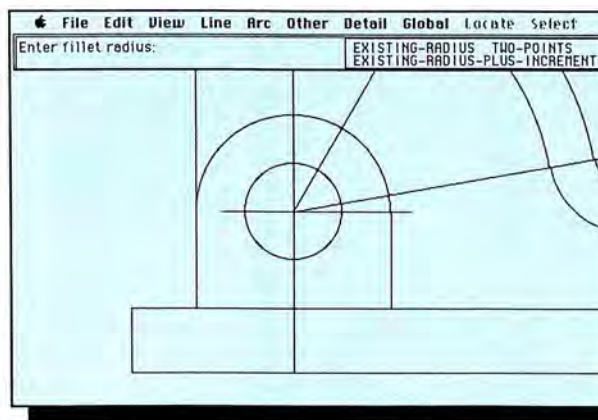 File Edit View Line Arc Other Detail Global Locate Select
Enter fillet radius:
EXISTING-RADIUS TWO-POINTS
EXISTING-RADIUS-PLUS-INCREMENT